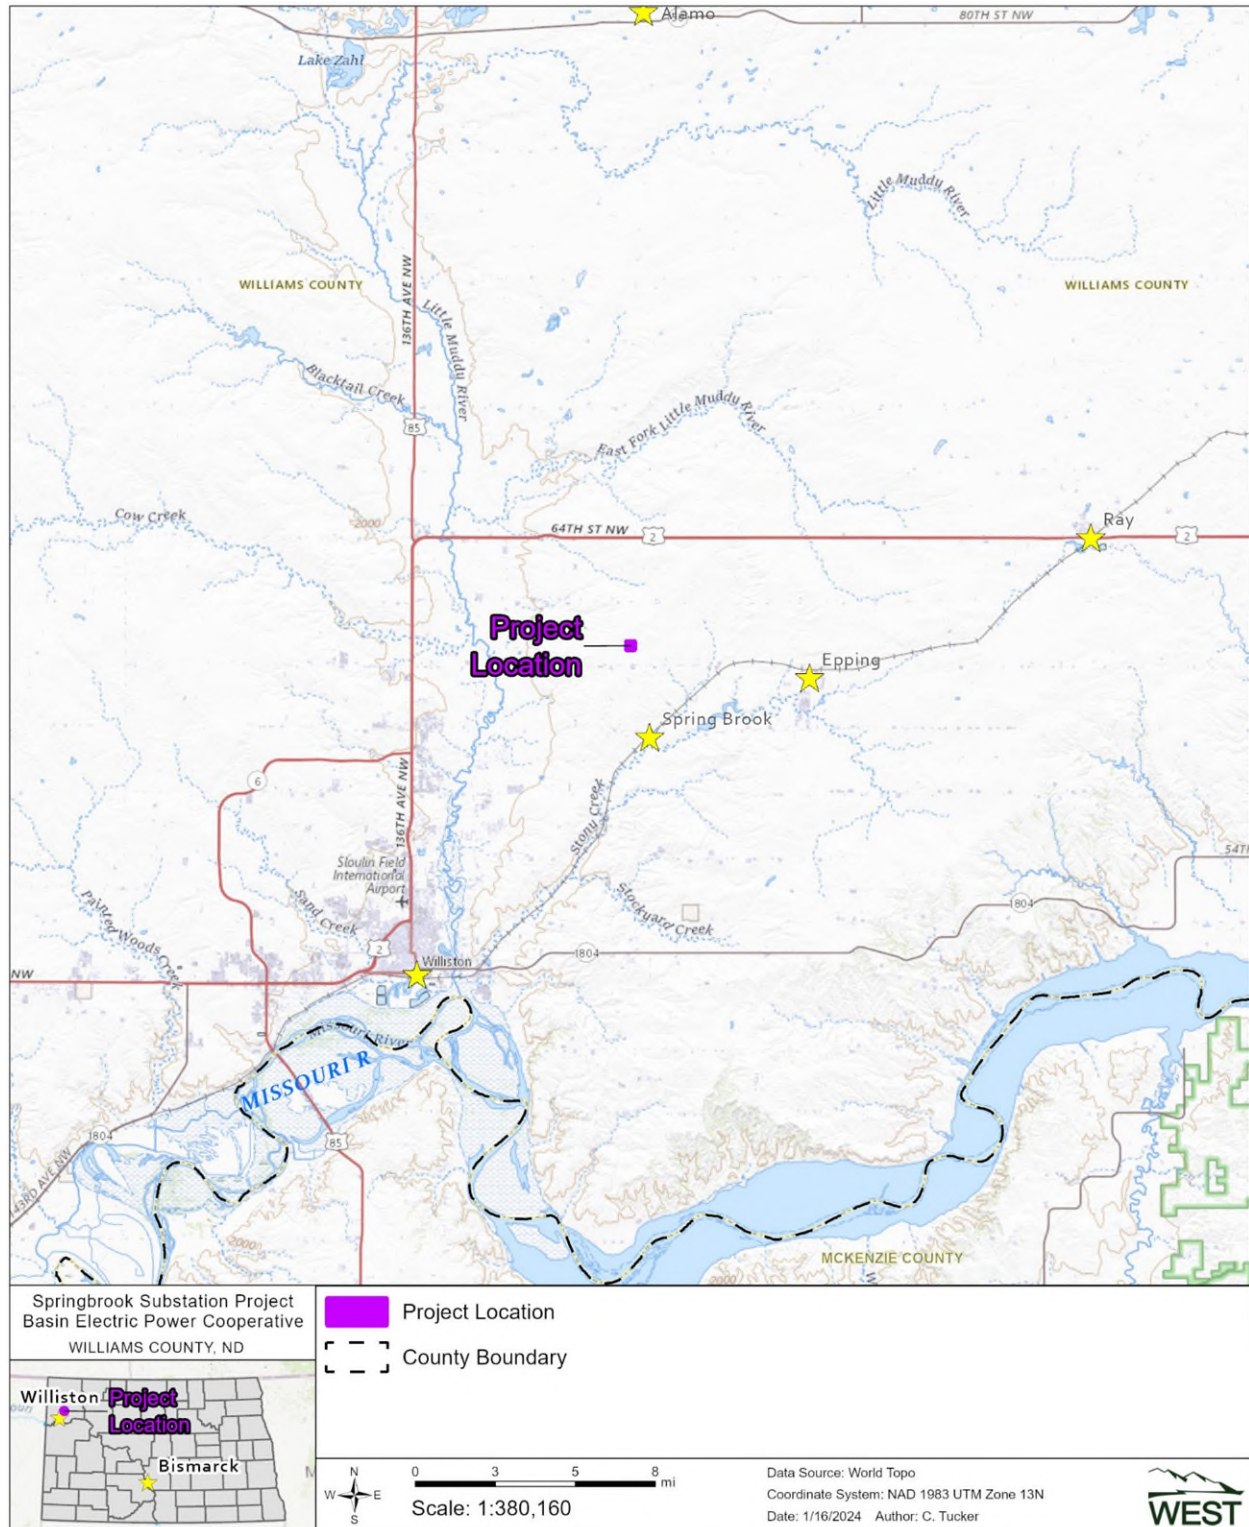 Alamo
50
80TH ST NW
Lake Zahl
Little Muddy River
WILLIAMS COUNTY
WILLIAMS COUNTY
136TH AVE NW
Little Muddy River
Blacktail Creek
85
East Fork Little Muddy River
Cow Creek
2000
64TH ST NW
2
Ray
2
Project
Location
Epping
Spring Brook
6
136TH AVE NW
Stony Creek
Sloulin Field
International
Airport
54TH
Painted Woods Creek
Sand Creek
Stockyard Creek
1804
2
Williston
1804
NW
Missouri River
MISSOURI R
1804
85
43RD AVE NW
2000
MCKENZIE COUNTY
2000
W
Springbrook Substation Project
Basin Electric Power Cooperative
WILLIAMS COUNTY, ND
Project Location
County Boundary
Williston
Project
Location
ouri
Bismarck
M
N
W E
S
0 3 5 8
mi
Scale: 1:380,160
Data Source: World Topo
Coordinate System: NAD 1983 UTM Zone 13N
Date: 1/16/2024 Author: C. Tucker
WEST